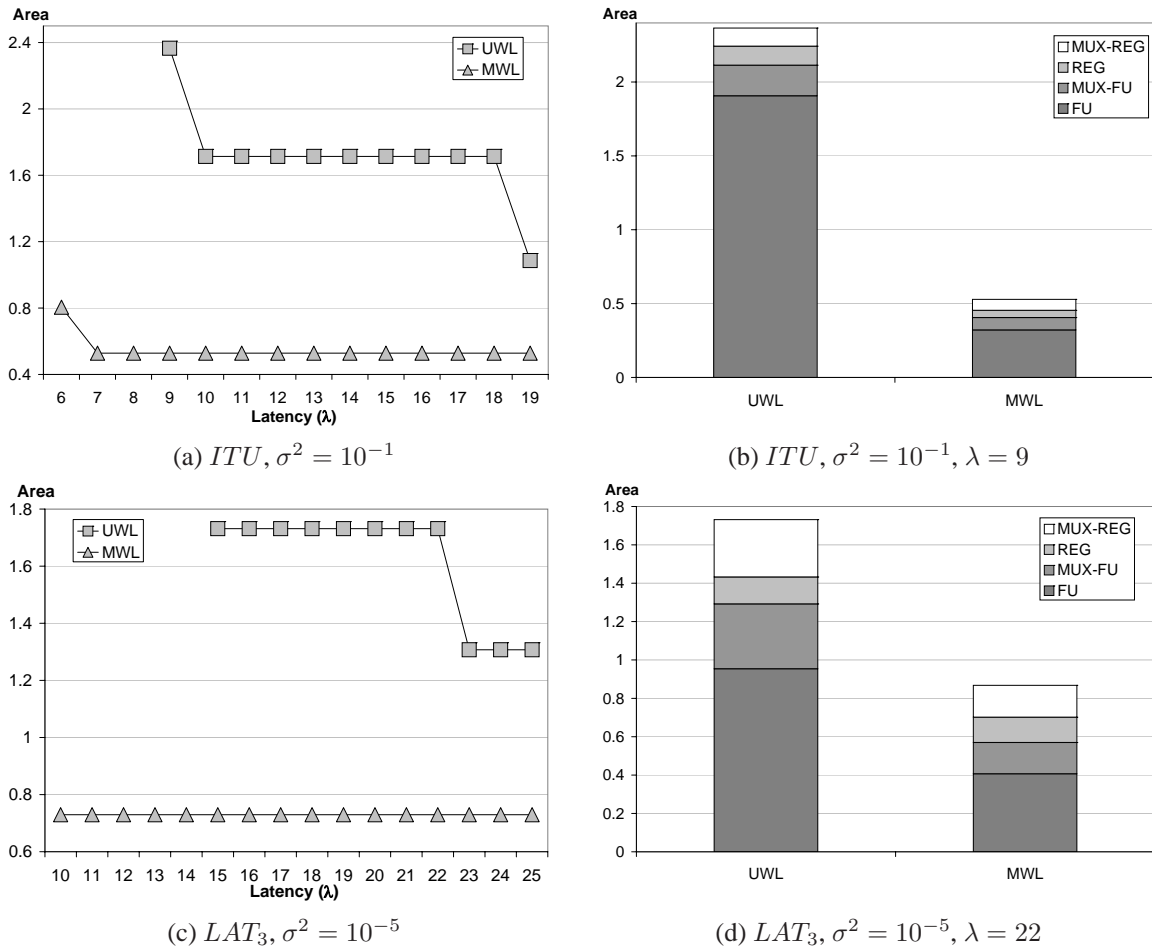 Area
2.4
2
1.6
1.2
0.8
0.4
UWL
MWL
6 7 8 9 10 11 12 13 14 15 16 17 18 19
Latency (λ)
(a) ITU, σ² = 10⁻¹
Area
2
1.5
1
0.5
0
MUX-REG
REG
MUX-FU
FU
UWL MWL
(b) ITU, σ² = 10⁻¹, λ = 9
Area
1.8
1.6
1.4
1.2
1
0.8
0.6
UWL
MWL
10 11 12 13 14 15 16 17 18 19 20 21 22 23 24 25
Latency (λ)
(c) LAT₃, σ² = 10⁻⁵
Area
1.8
1.6
1.4
1.2
1
0.8
0.6
0.4
0.2
0
MUX-REG
REG
MUX-FU
FU
UWL MWL
(d) LAT₃, σ² = 10⁻⁵, λ = 22